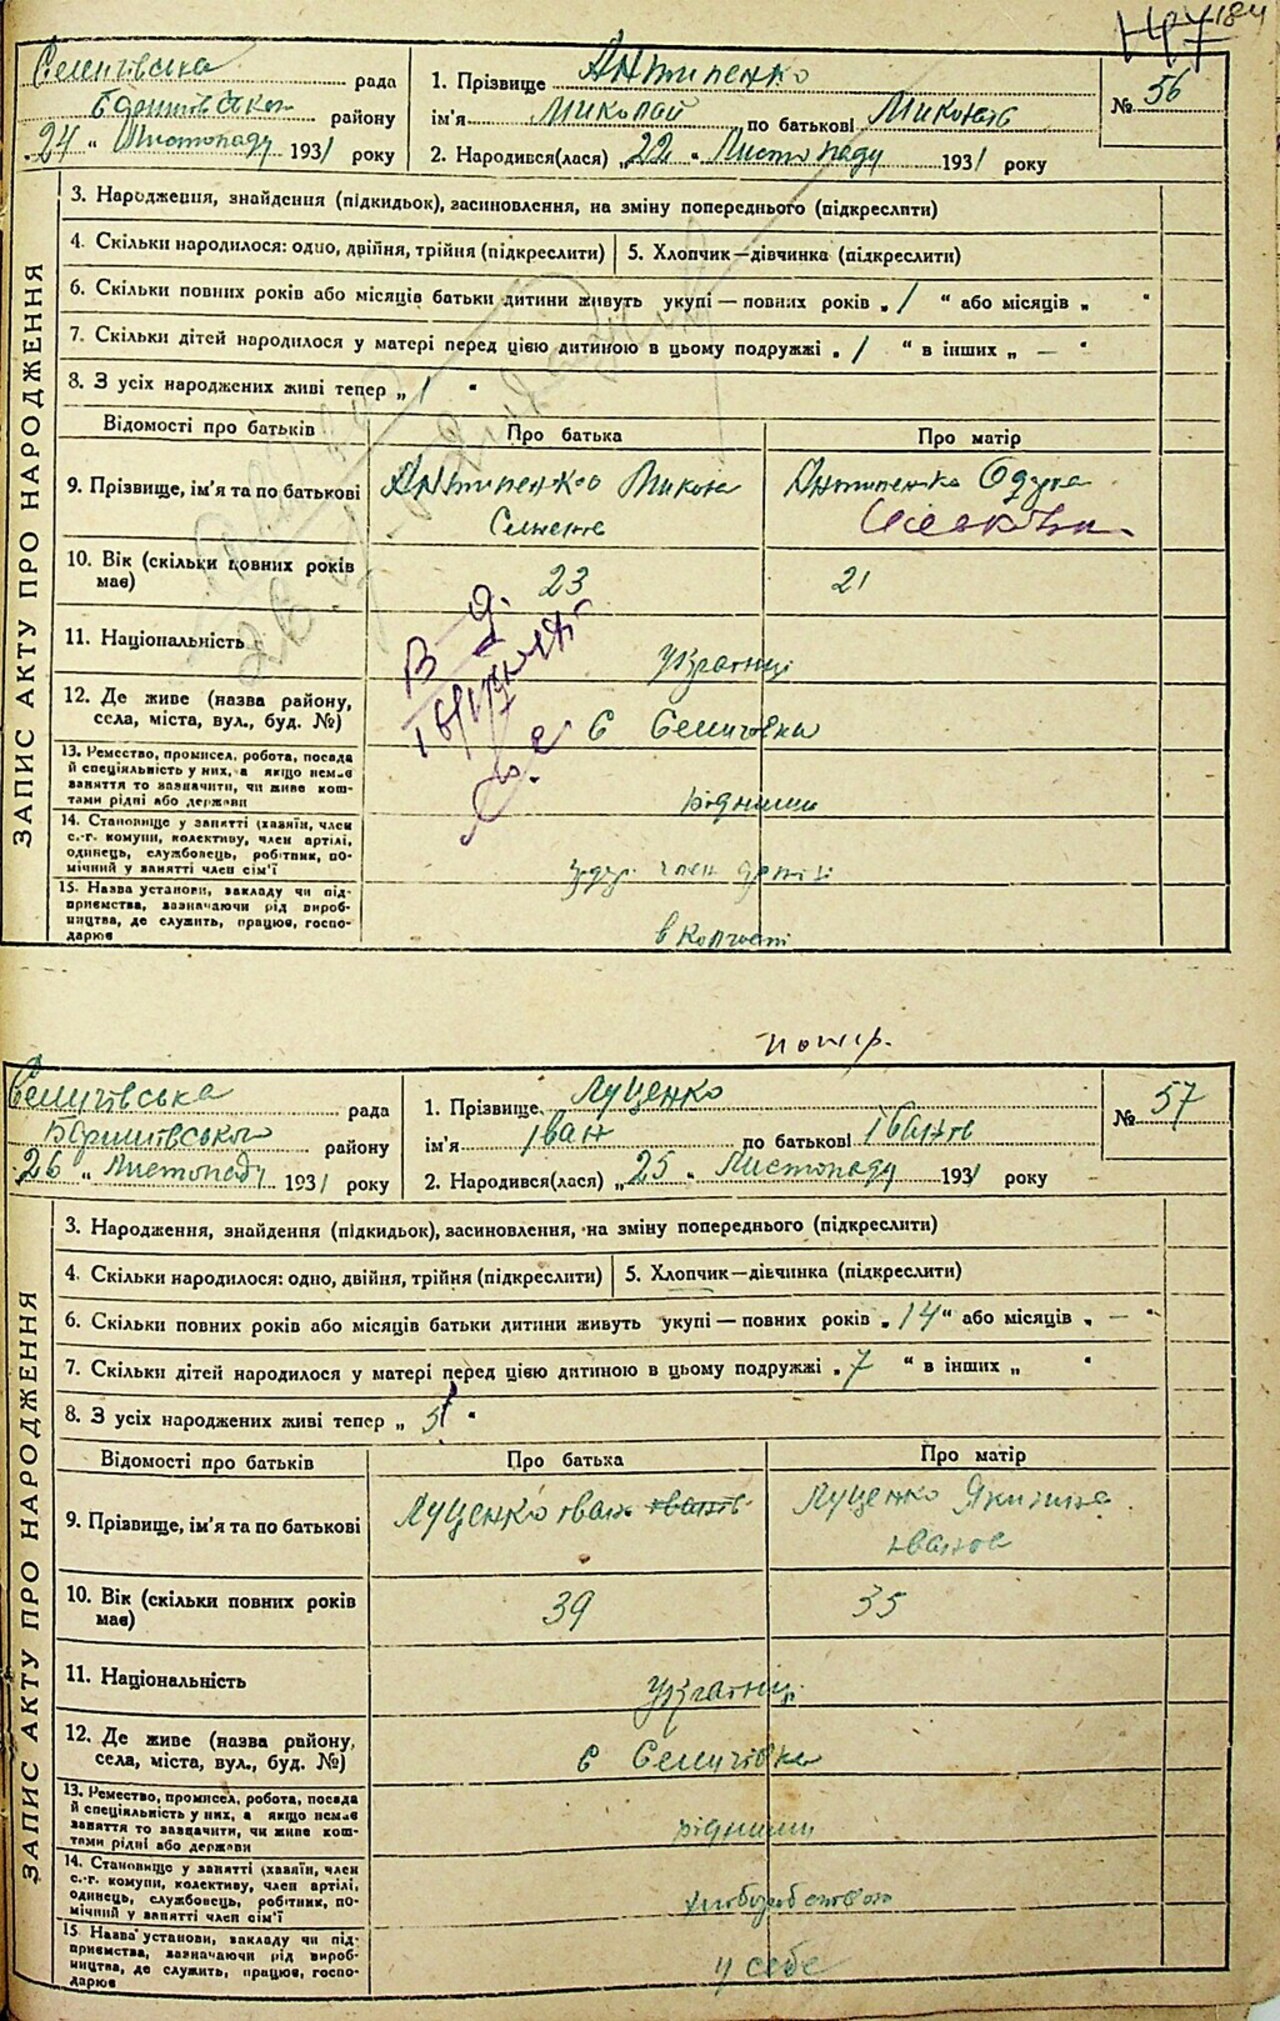 184
Семигівська рада
району
24 " Листопаду 1931 року
1. Прізвище Антипенко
ім'я Миколай по батькові
2. Народився(лася) „22 " Листопаду 1931 року
№ 56
ЗАПИС АКТУ ПРО НАРОДЖЕННЯ
3. Народження, знайдення (підкидьок), засиновлення, на зміну попереднього (підкреслити)
4. Скільки народилося: одно, двійня, трійня (підкреслити)
5. Хлопчик—дівчинка (підкреслити)
6. Скільки повних років або місяців батьки дитини живуть укупі — повних років „ 1 " або місяців „ "
7. Скільки дітей народилося у матері перед цією дитиною в цьому подружжі „ 1 " в інших „ — "
8. З усіх народжених живі тепер „ 1 "
Відомості про батьків
Про батька
Про матір
9. Прізвище, ім'я та по батькові
Антипенко Микола
Антипенко
10. Вік (скільки повних років має)
23
21
11. Національність
українці
12. Де живе (назва району, села, міста, вул., буд. №)
с Семигівка
13. Ремество, промисел, робота, посада й спеціяльність у них, а якщо немає заняття то зазначити, чи живе коштами рідні або держави
рідними
14. Становище у занятті (хазяїн, член с.-г. комуни, колективу, член артілі, одинець, службовець, робітник, помічний у занятті член сім'ї
член
15. Назва установи, закладу чи підприємства, зазначаючи рід виробництва, де служить, працює, господарює
в колгоспі
Семигівська рада
району
26 " Листопаду 1931 року
1. Прізвище Луценко
ім'я Іван по батькові Іванів
2. Народився(лася) „25 " Листопаду 1931 року
№ 57
ЗАПИС АКТУ ПРО НАРОДЖЕННЯ
3. Народження, знайдення (підкидьок), засиновлення, на зміну попереднього (підкреслити)
4. Скільки народилося: одно, двійня, трійня (підкреслити)
5. Хлопчик—дівчинка (підкреслити)
6. Скільки повних років або місяців батьки дитини живуть укупі — повних років „ 14 " або місяців „ — "
7. Скільки дітей народилося у матері перед цією дитиною в цьому подружжі „ 7 " в інших „ "
8. З усіх народжених живі тепер „ 5 "
Відомості про батьків
Про батька
Про матір
9. Прізвище, ім'я та по батькові
Луценко Іван Іванів
Луценко Якилина
Іванов
10. Вік (скільки повних років має)
39
35
11. Національність
українці
12. Де живе (назва району, села, міста, вул., буд. №)
с Семигівка
13. Ремество, промисел, робота, посада й спеціяльність у них, а якщо немає заняття то зазначити, чи живе коштами рідні або держави
рідними
14. Становище у занятті (хазяїн, член с.-г. комуни, колективу, член артілі, одинець, службовець, робітник, помічний у занятті член сім'ї
хліборобством
15. Назва установи, закладу чи підприємства, зазначаючи рід виробництва, де служить, працює, господарює
у себе